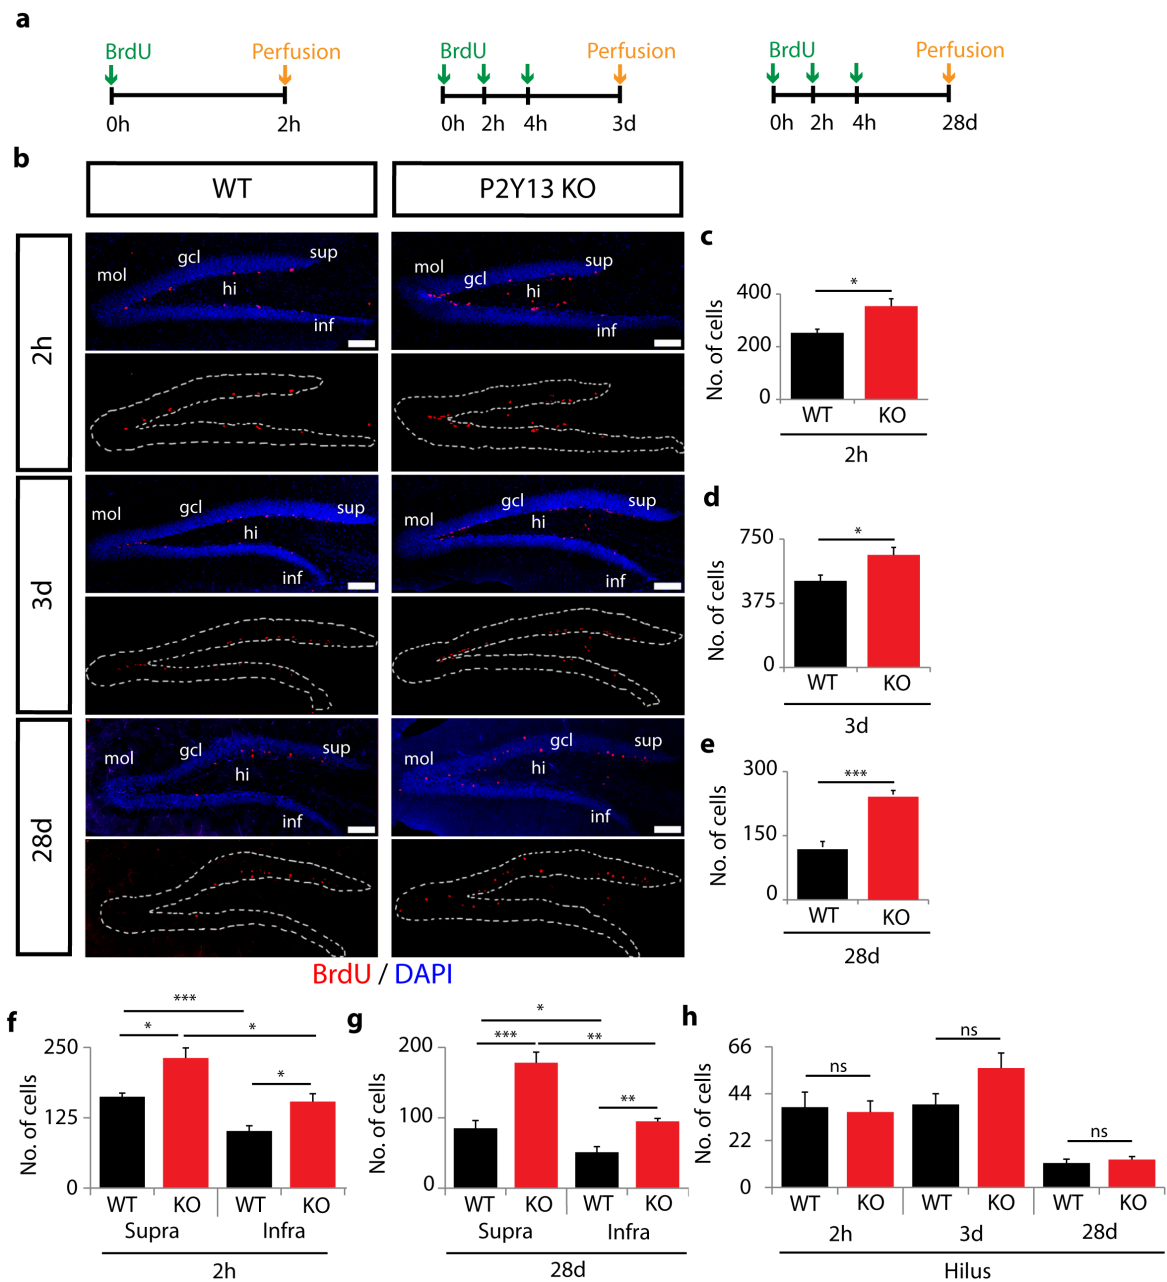 a
BrdU Perfusion
0h 2h
BrdU Perfusion
0h 2h 4h 3d
BrdU Perfusion
0h 2h 4h 28d
b
WT P2Y13 KO
2h
mol gcl sup hi inf
mol gcl sup hi inf
3d
mol gcl sup hi inf
mol gcl sup hi inf
28d
mol gcl sup hi inf
mol gcl sup hi inf
BrdU / DAPI
c
No. of cells
400
200
0
*
WT KO
2h
d
No. of cells
750
375
0
*
WT KO
3d
e
No. of cells
300
150
0
***
WT KO
28d
f
No. of cells
250
125
0
***
* *
*
WT KO WT KO
Supra Infra
2h
g
No. of cells
200
100
0
*
*** **
**
WT KO WT KO
Supra Infra
28d
h
No. of cells
66
44
22
0
ns ns ns
WT KO WT KO WT KO
2h 3d 28d
Hilus